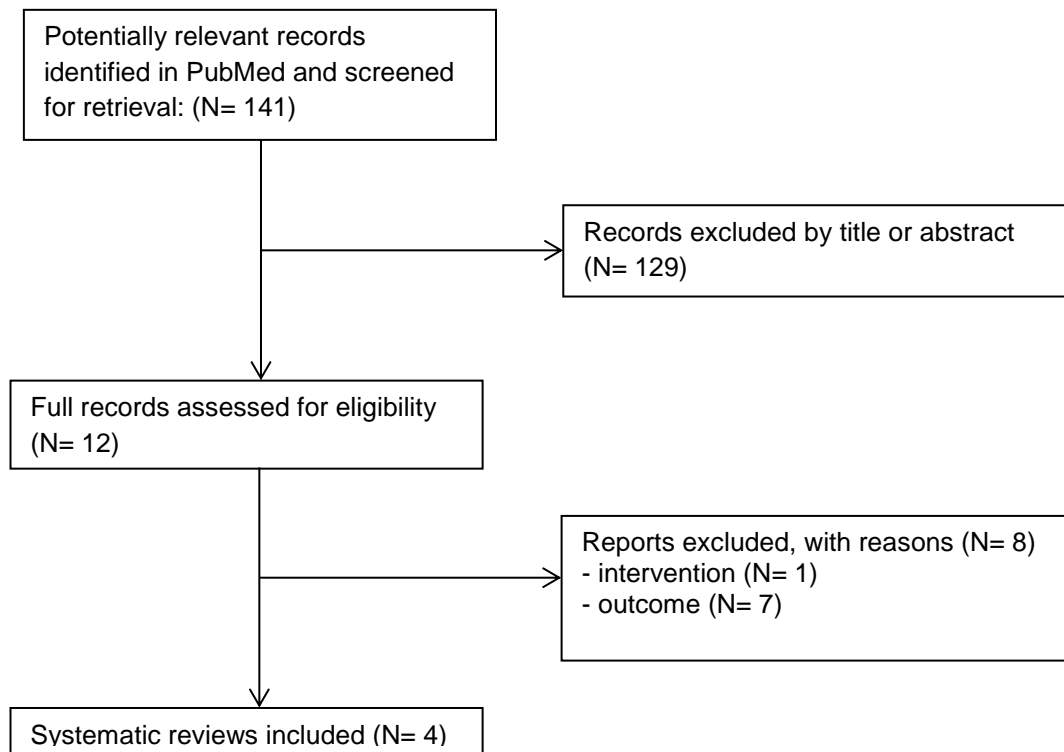 Potentially relevant records
identified in PubMed and screened
for retrieval: (N= 141)
Records excluded by title or abstract
(N= 129)
Full records assessed for eligibility
(N= 12)
Reports excluded, with reasons (N= 8)
- intervention (N= 1)
- outcome (N= 7)
Systematic reviews included (N= 4)